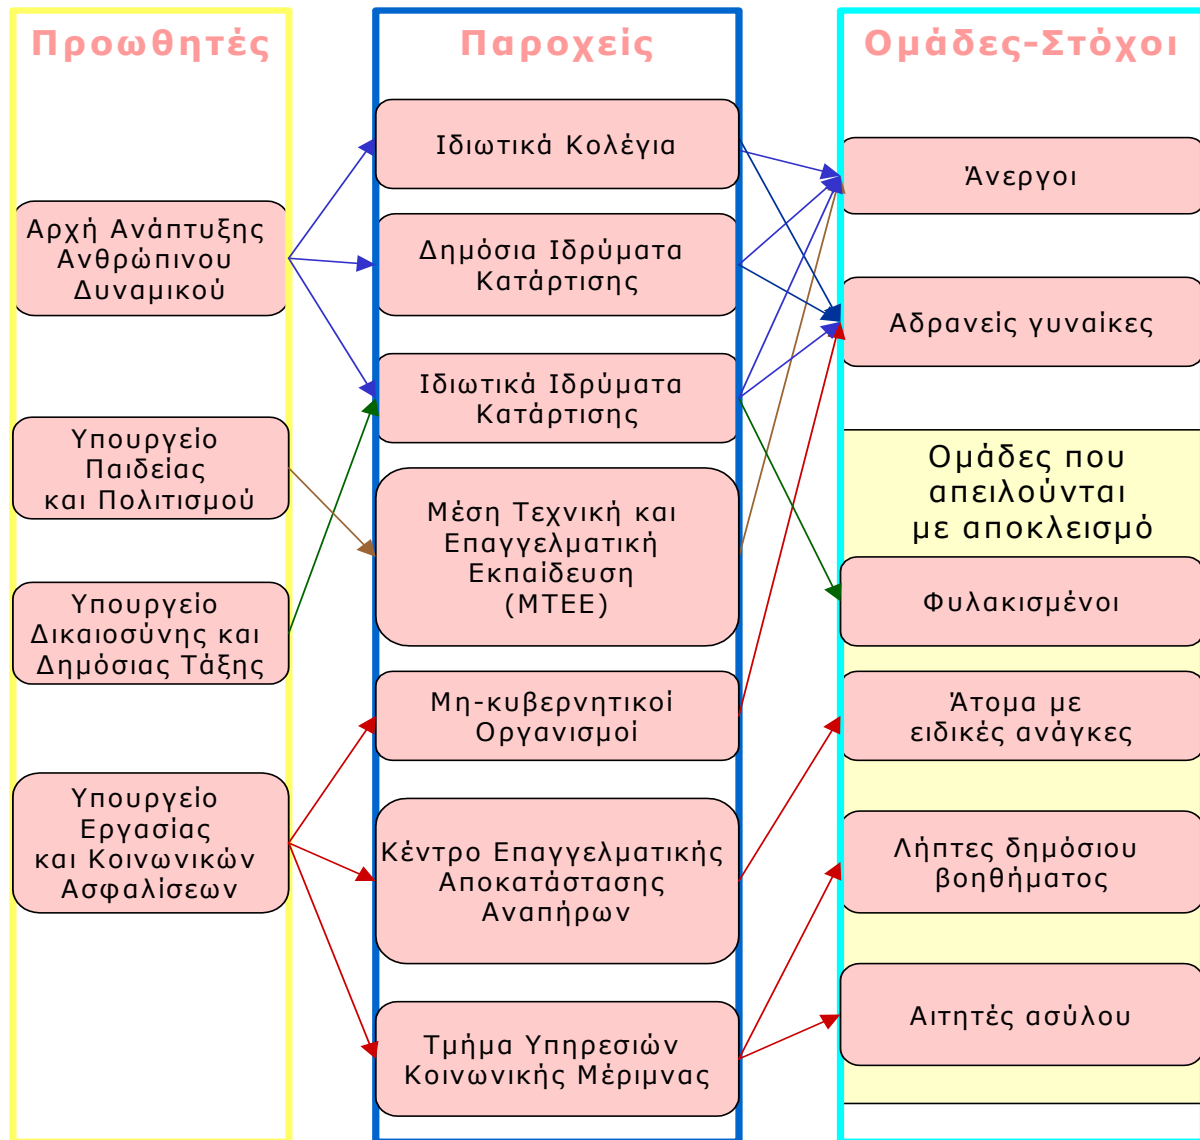 Προωθητές
Αρχή Ανάπτυξης
Ανθρώπινου
Δυναμικού
Υπουργείο
Παιδείας
και Πολιτισμού
Υπουργείο
Δικαιοσύνης και
Δημόσιας Τάξης
Υπουργείο
Εργασίας
και Κοινωνικών
Ασφαλίσεων
Παροχείς
Ιδιωτικά Κολέγια
Δημόσια Ιδρύματα
Κατάρτισης
Ιδιωτικά Ιδρύματα
Κατάρτισης
Μέση Τεχνική και
Επαγγελματική
Εκπαίδευση
(ΜΤΕΕ)
Μη-κυβερνητικοί
Οργανισμοί
Κέντρο Επαγγελματικής
Αποκατάστασης
Αναπήρων
Τμήμα Υπηρεσιών
Κοινωνικής Μέριμνας
Ομάδες-Στόχοι
Άνεργοι
Αδρανείς γυναίκες
Ομάδες που
απειλούνται
με αποκλεισμό
Φυλακισμένοι
Άτομα με
ειδικές ανάγκες
Λήπτες δημόσιου
βοηθήματος
Αιτητές ασύλου